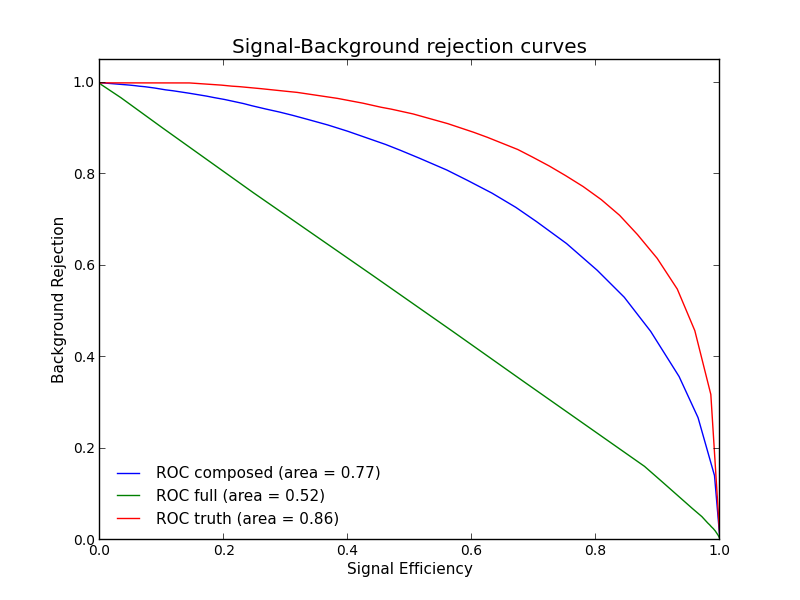 Signal-Background rejection curves
Background Rejection
1.0
0.8
0.6
0.4
0.2
0.0
ROC composed (area = 0.77)
ROC full (area = 0.52)
ROC truth (area = 0.86)
0.0 0.2 0.4 0.6 0.8 1.0
Signal Efficiency